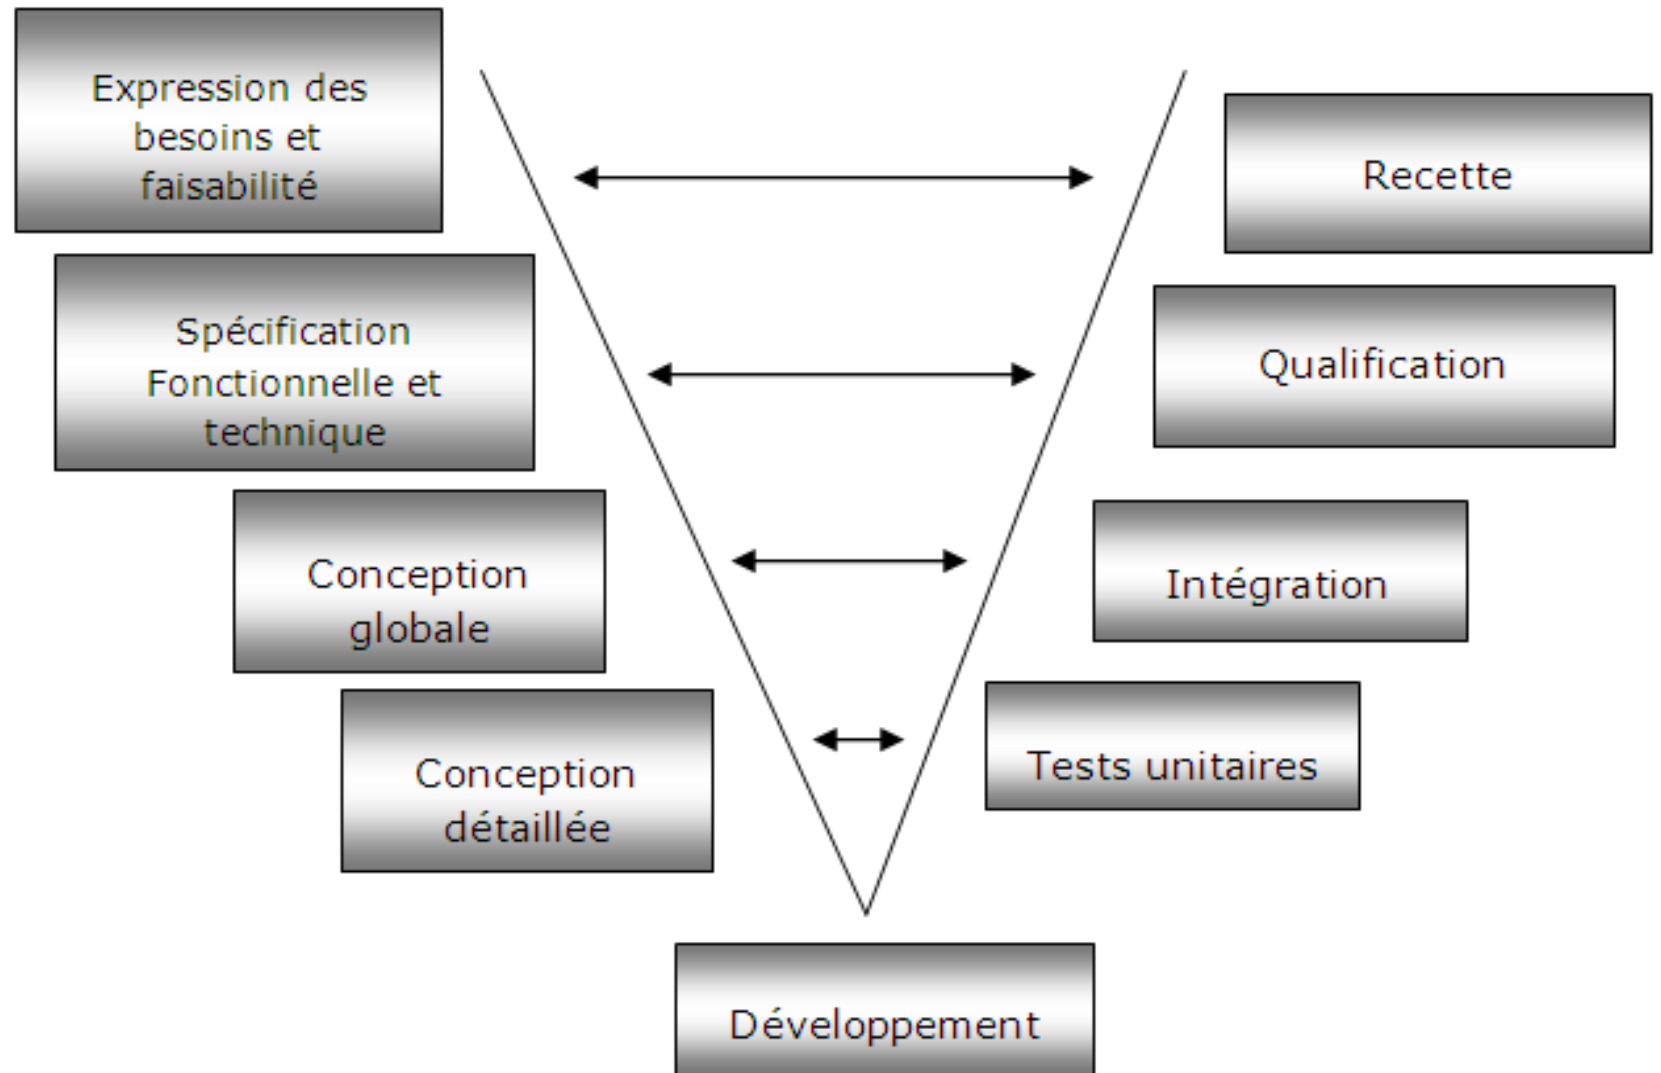 Expression des
besoins et
faisabilité
Recette
Spécification
Fonctionnelle et
technique
Qualification
Conception
globale
Intégration
Conception
détaillée
Tests unitaires
Développement